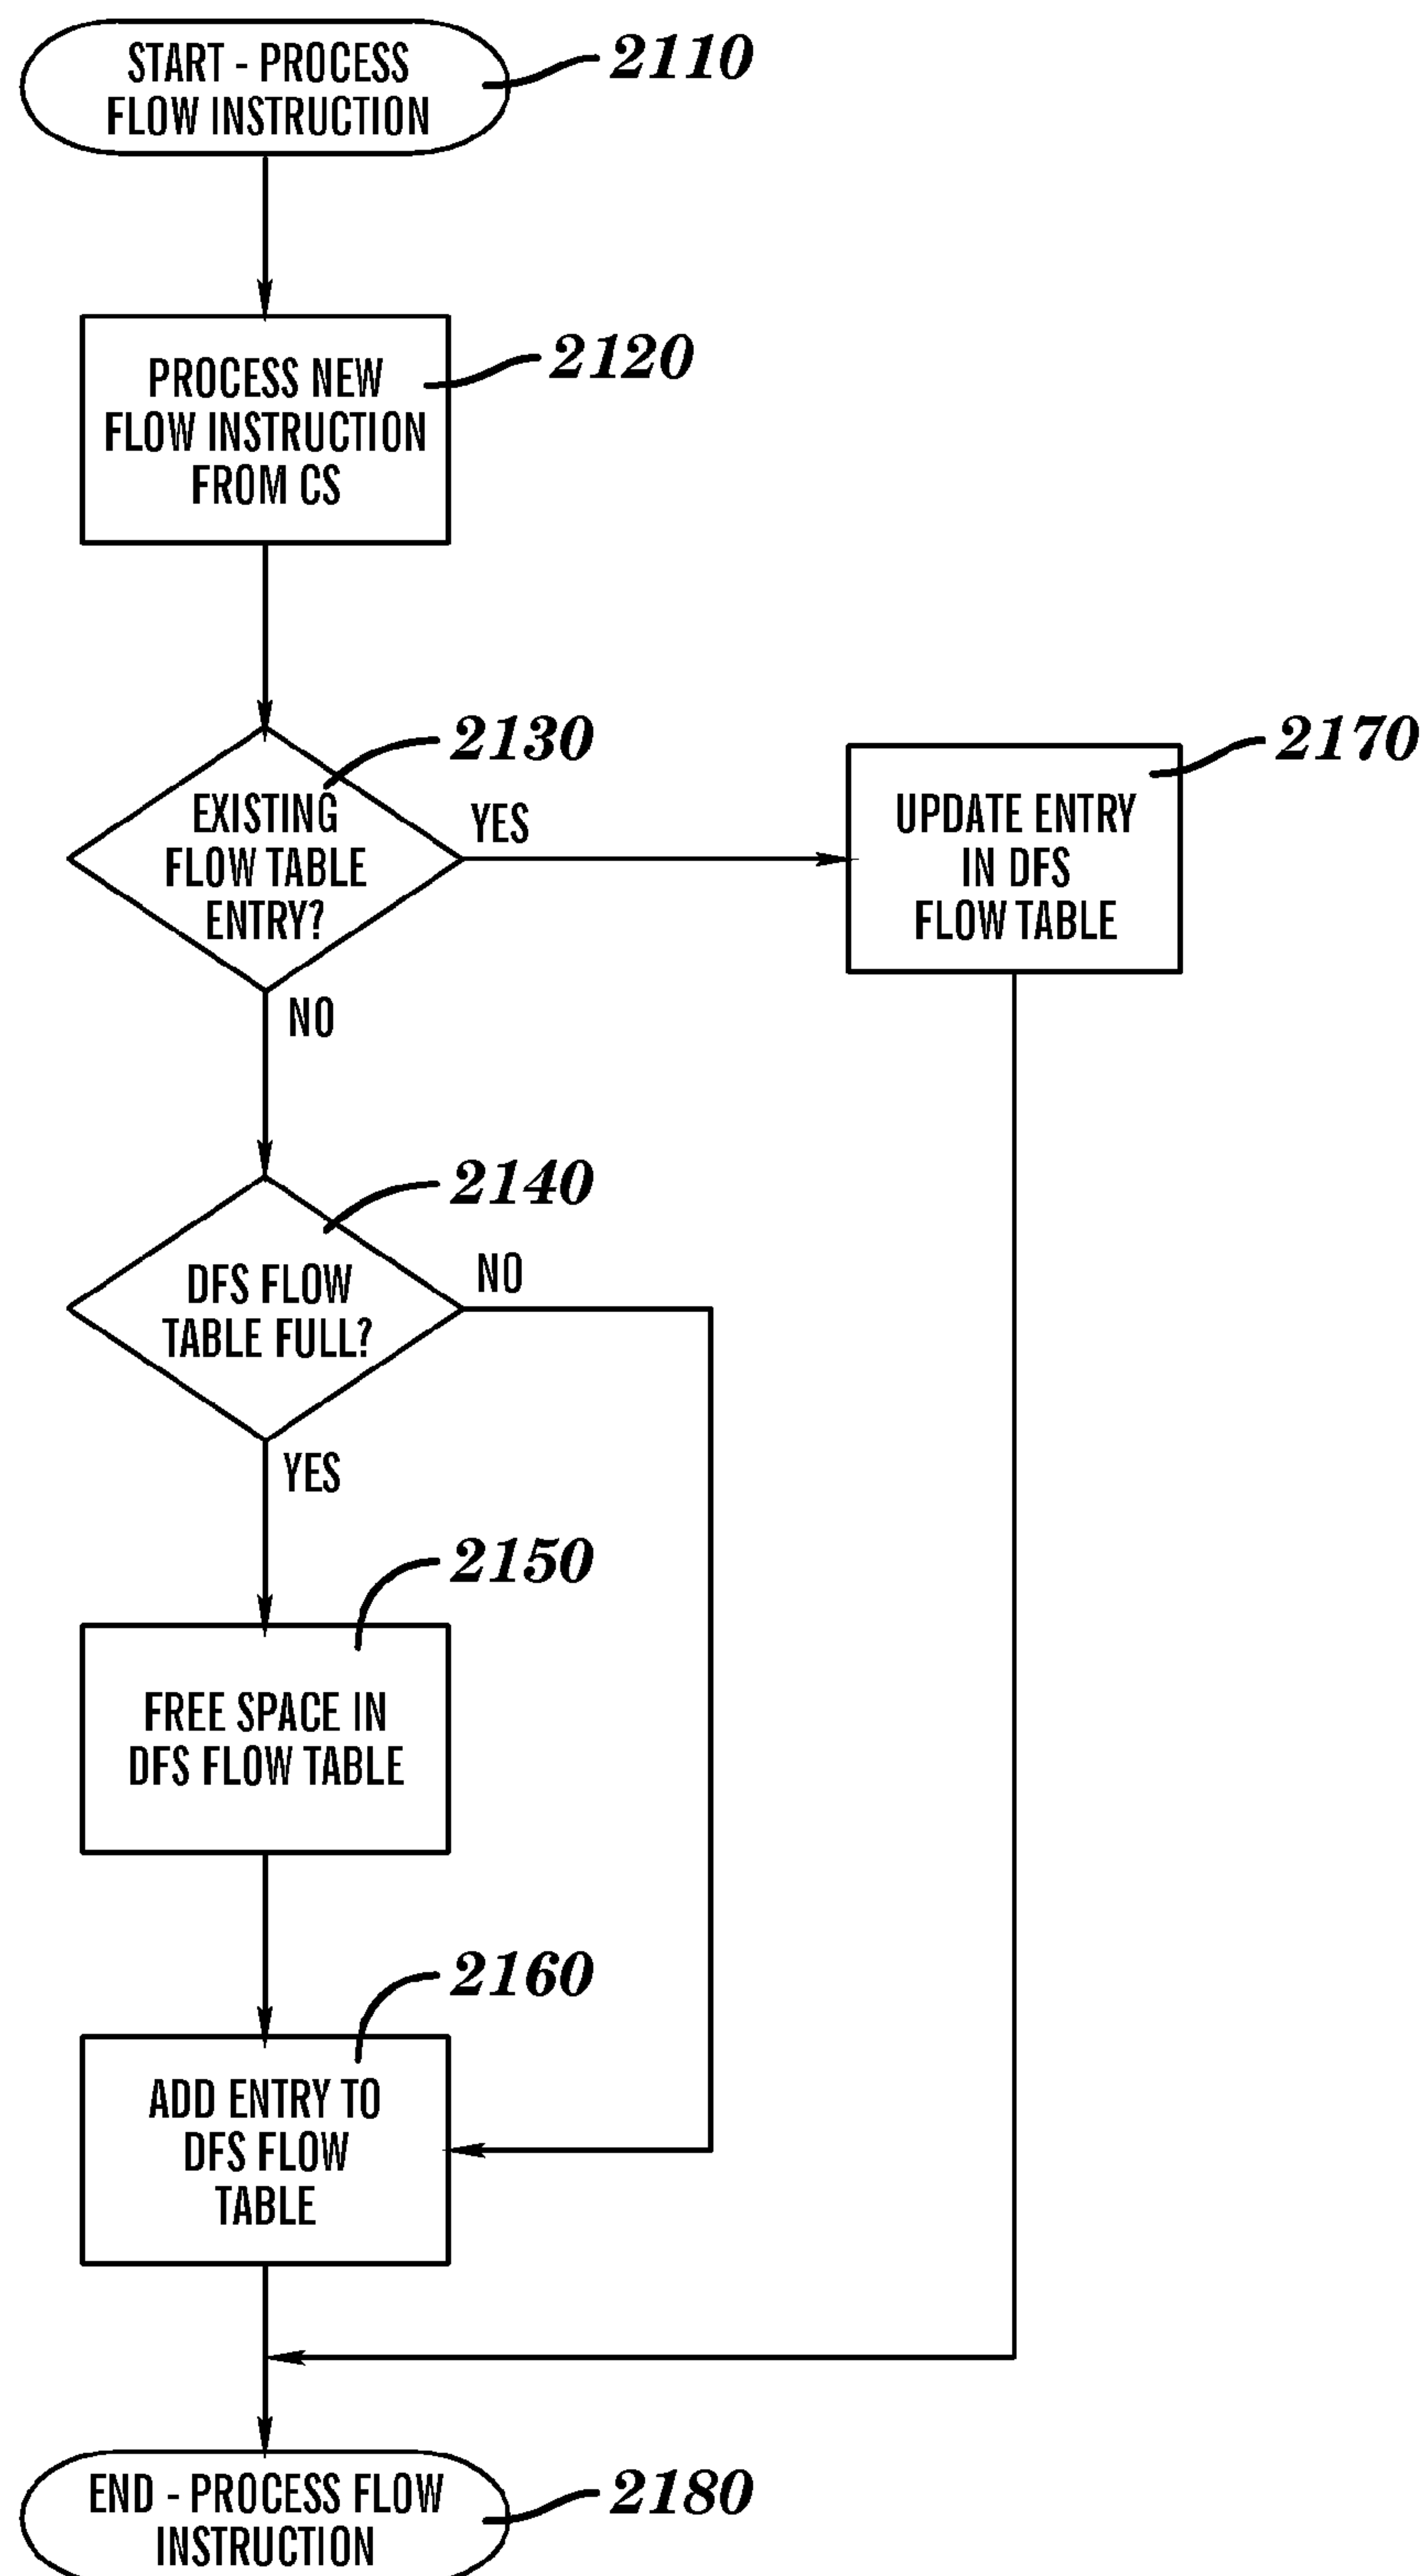 START - PROCESS
FLOW INSTRUCTION
2110
PROCESS NEW
FLOW INSTRUCTION
FROM CS
2120
EXISTING
FLOW TABLE
ENTRY?
2130
YES
NO
UPDATE ENTRY
IN DFS
FLOW TABLE
2170
DFS FLOW
TABLE FULL?
2140
NO
YES
FREE SPACE IN
DFS FLOW TABLE
2150
ADD ENTRY TO
DFS FLOW
TABLE
2160
END - PROCESS FLOW
INSTRUCTION
2180